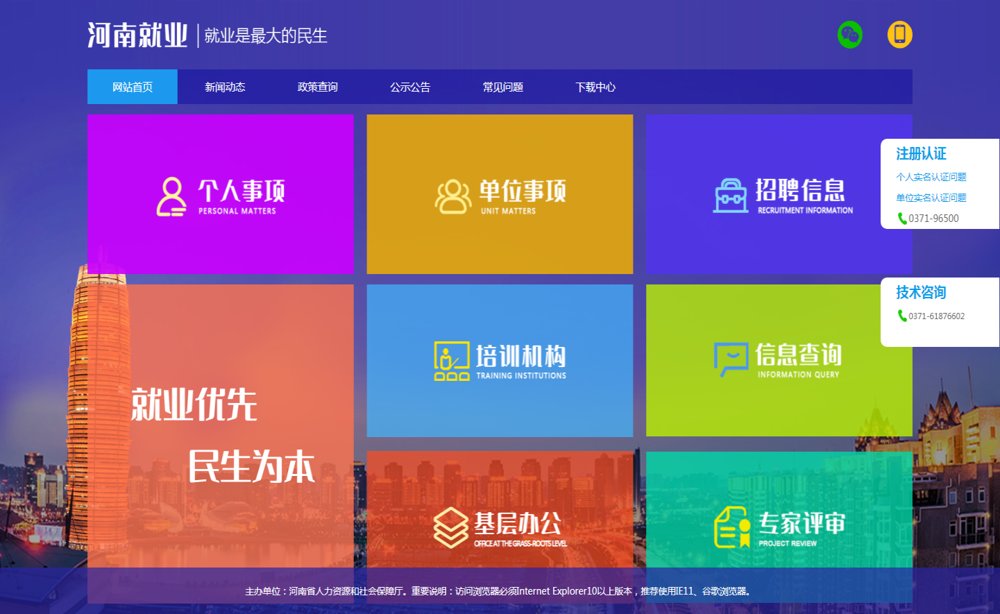 河南就业
就业是最大的民生
网站首页 新闻动态 政策查询 公示公告 常见问题 下载中心
个人事项
PERSONAL MATTERS
单位事项
UNIT MATTERS
招聘信息
RECRUITMENT INFORMATION
注册认证
个人实名认证问题
单位实名认证问题
0371-96500
技术咨询
0371-61876602
就业优先
民生为本
培训机构
TRAINING INSTITUTIONS
信息查询
INFORMATION QUERY
基层办公
OFFICE AT THE GRASS-ROOTS LEVEL
专家评审
PROJECT REVIEW
主办单位：河南省人力资源和社会保障厅。重要说明：访问浏览器必须Internet Explorer10以上版本，推荐使用IE11、谷歌浏览器。